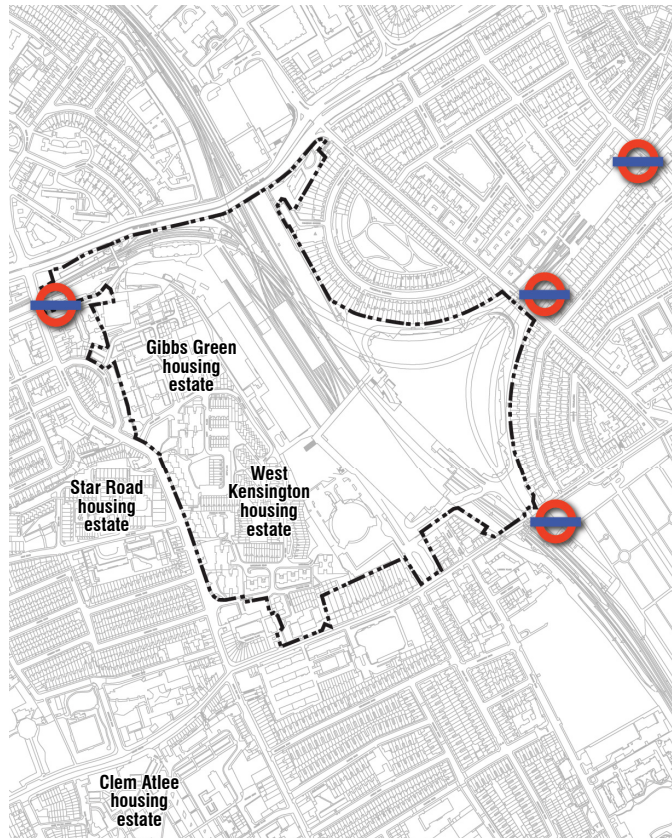 Gibbs Green
housing
estate
West
Kensington
housing
estate
Star Road
housing
estate
Clem Atlee
housing
estate